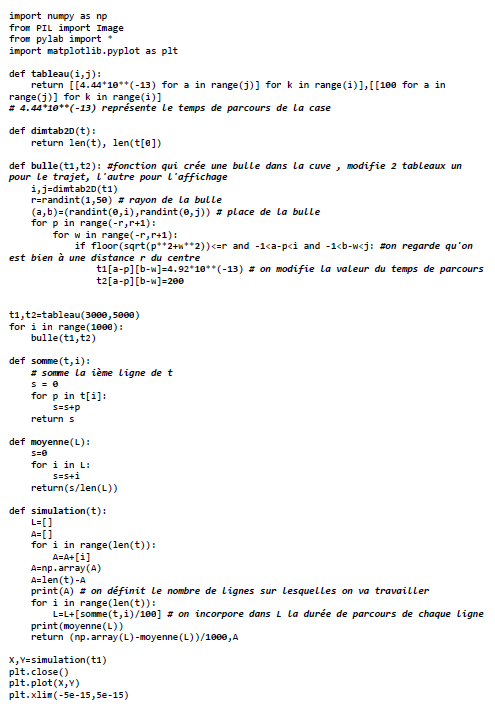 import numpy as np
from PIL import Image
from pylab import *
import matplotlib.pyplot as plt
def tableau(i,j):
return [[4.44*10**(-13) for a in range(j)] for k in range(i)],[[100 for a in
range(j)] for k in range(i)]
# 4.44*10**(-13) représente le temps de parcours de la case
def dimtab2D(t):
return len(t), len(t[0])
def bulle(t1,t2): #fonction qui crée une bulle dans la cuve , modifie 2 tableaux un
pour le trajet, l'autre pour l'affichage
i,j=dimtab2D(t1)
r=randint(1,50) # rayon de la bulle
(a,b)=(randint(0,i),randint(0,j)) # place de la bulle
for p in range(-r,r+1):
for w in range(-r,r+1):
if floor(sqrt(p**2+w**2))<=r and -1<a-p<i and -1<b-w<j: #on regarde qu'on
est bien à une distance r du centre
t1[a-p][b-w]=4.92*10**(-13) # on modifie la valeur du temps de parcours
t2[a-p][b-w]=200
t1,t2=tableau(3000,5000)
for i in range(1000):
bulle(t1,t2)
def somme(t,i):
# somme la ième ligne de t
s = 0
for p in t[i]:
s=s+p
return s
def moyenne(L):
s=0
for i in L:
s=s+i
return(s/len(L))
def simulation(t):
L=[]
A=[]
for i in range(len(t)):
A=A+[i]
A=np.array(A)
A=len(t)-A
print(A) # on définit le nombre de lignes sur lesquelles on va travailler
for i in range(len(t)):
L=L+[somme(t,i)/100] # on incorpore dans L la durée de parcours de chaque ligne
print(moyenne(L))
return (np.array(L)-moyenne(L))/1000,A
X,Y=simulation(t1)
plt.close()
plt.plot(X,Y)
plt.xlim(-5e-15,5e-15)